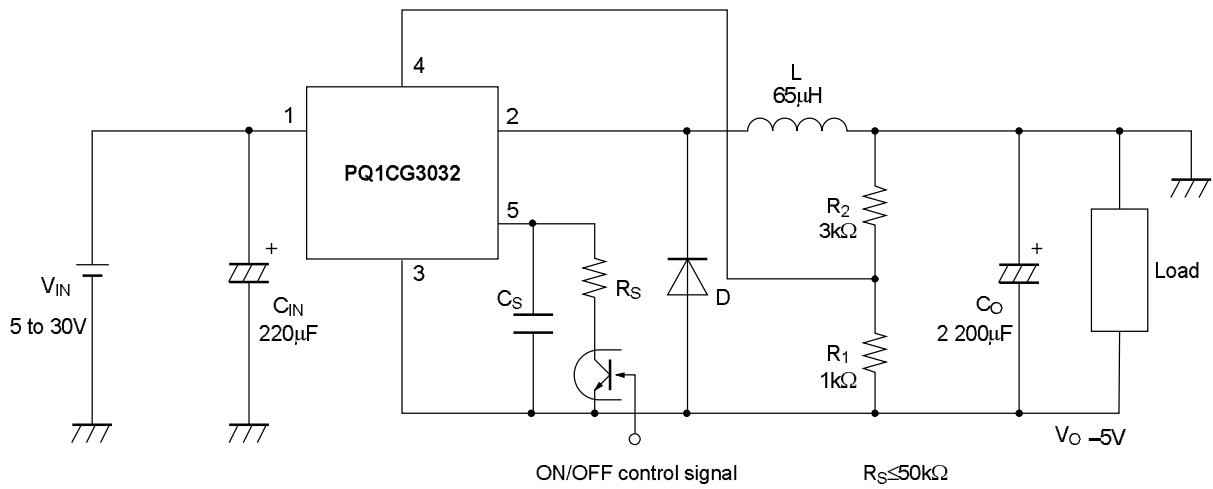 4
L
65μH
1
2
PQ1CG3032
5
R2
3kΩ
3
VIN
5 to 30V
CIN
220μF
+
CS
RS
D
R1
1kΩ
+
CO
2 200μF
Load
VO –5V
ON/OFF control signal
RS≤50kΩ